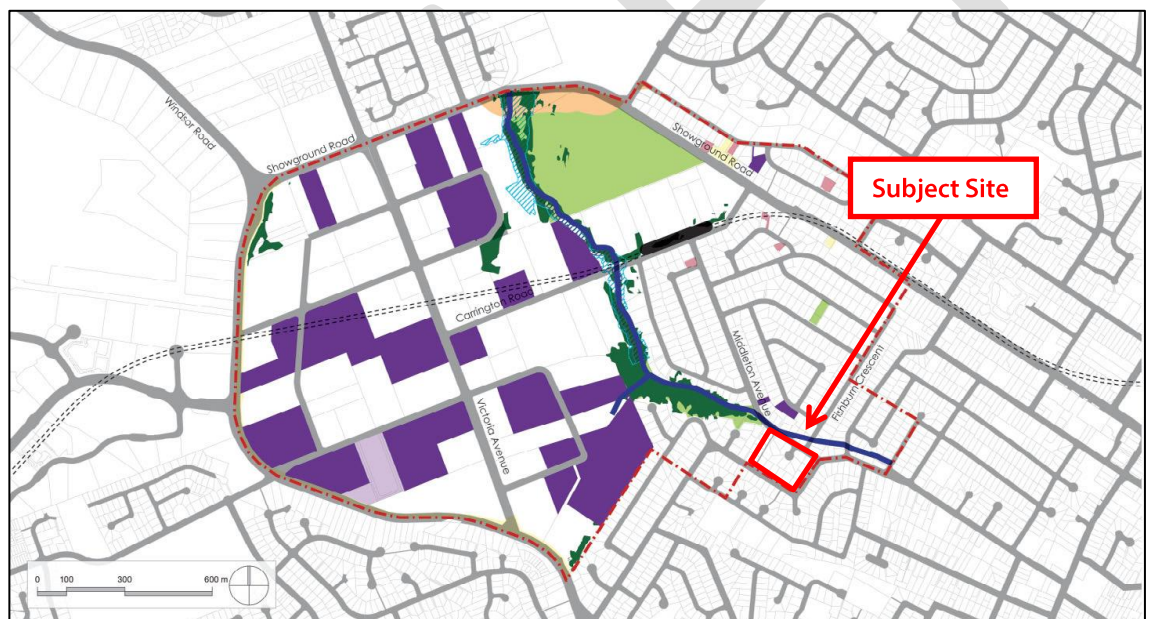 Windsor Road
Showground Road
Showground Road
Subject Site
Carrington Road
Middleton Avenue
Fishburn Crescent
Victoria Avenue
0 100 300 600 m